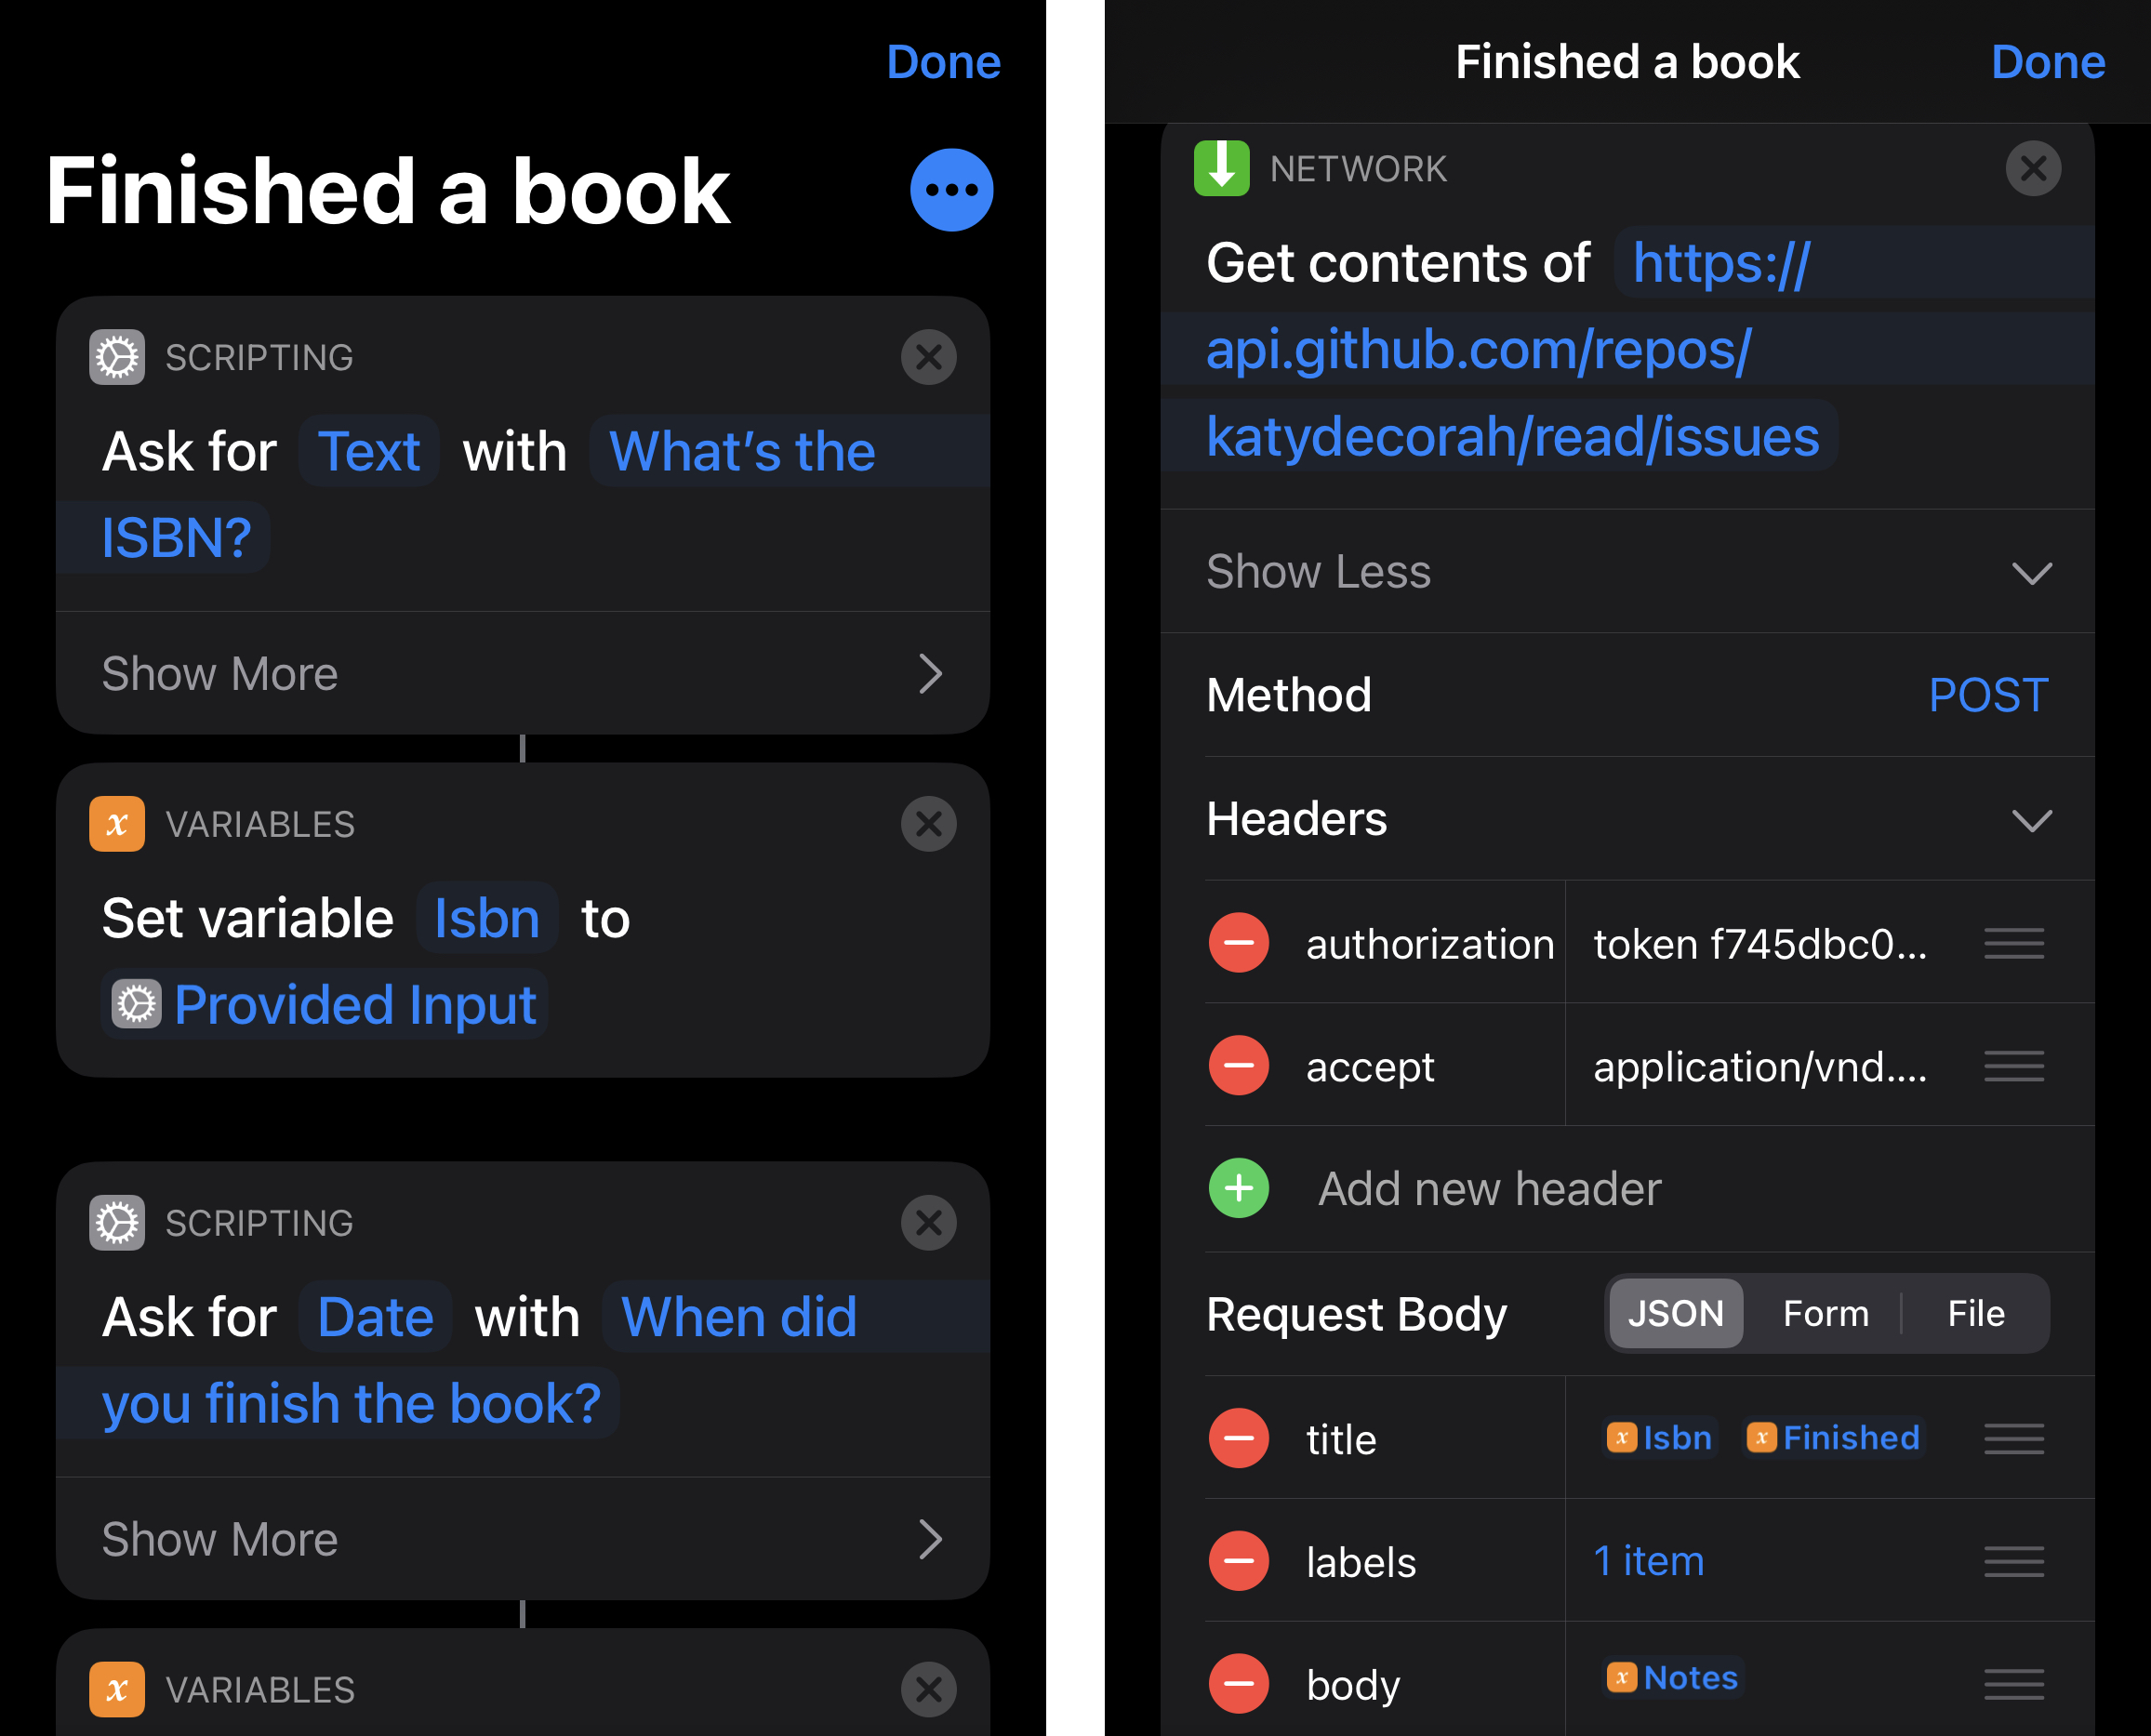 Done
Finished a book
SCRIPTING
Ask for Text with What's the
ISBN?
Show More
VARIABLES
Set variable Isbn to
Provided Input
SCRIPTING
Ask for Date with When did
you finish the book?
Show More
VARIABLES
Finished a book Done
NETWORK
Get contents of https://
api.github.com/repos/
katydecorah/read/issues
Show Less
Method POST
Headers
authorization token f745dbc0...
accept application/vnd....
Add new header
Request Body JSON Form File
title Isbn Finished
labels 1 item
body Notes